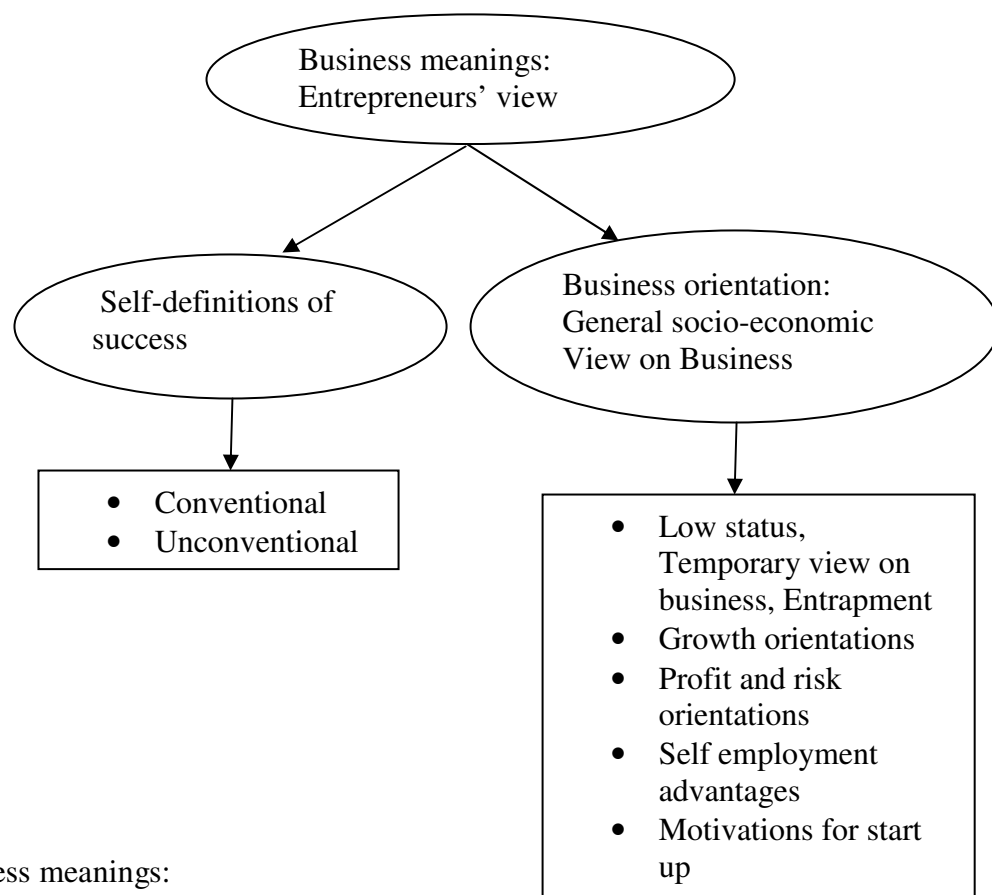 Business meanings:
Entrepreneurs’ view
Self-definitions of
success
Business orientation:
General socio-economic
View on Business
• Conventional
• Unconventional
• Low status,
Temporary view on
business, Entrapment
• Growth orientations
• Profit and risk
orientations
• Self employment
advantages
• Motivations for start
up
ess meanings: